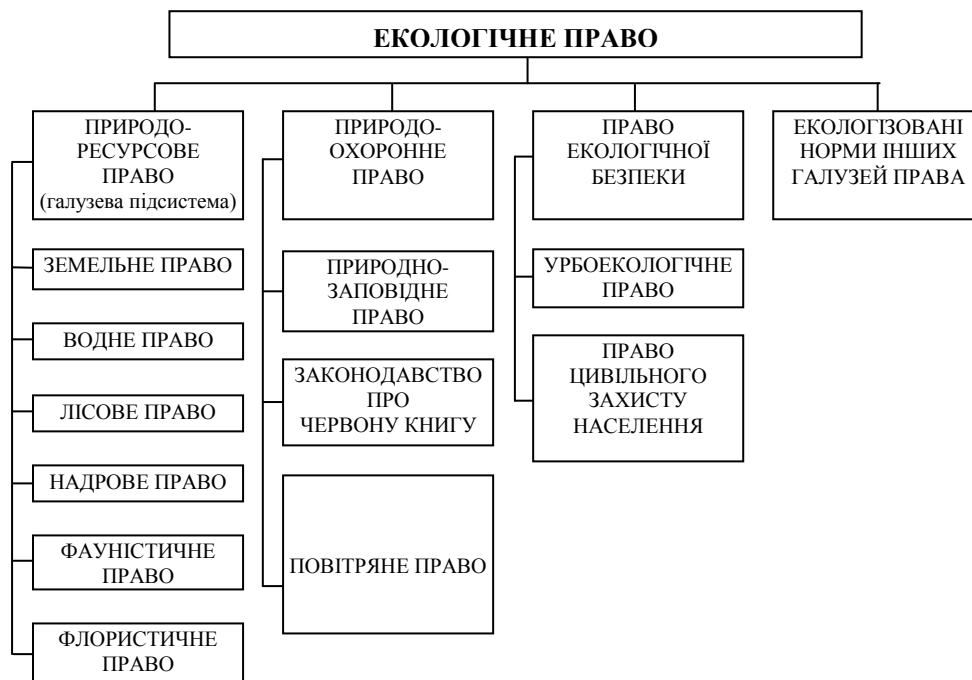 ЕКОЛОГІЧНЕ ПРАВО
ПРИРОДО-
РЕСУРСОВЕ
ПРАВО
(галузева підсистема)
ЗЕМЕЛЬНЕ ПРАВО
ВОДНЕ ПРАВО
ЛІСОВЕ ПРАВО
НАДРОВЕ ПРАВО
ФАУНІСТИЧНЕ
ПРАВО
ФЛОРИСТИЧНЕ
ПРАВО
ПРИРОДО-
ОХОРОННЕ
ПРАВО
ПРИРОДНО-
ЗАПОВІДНЕ
ПРАВО
ЗАКОНОДАВСТВО
ПРО
ЧЕРВОНУ КНИГУ
ПОВІТРЯНЕ ПРАВО
ПРАВО
ЕКОЛОГІЧНОЇ
БЕЗПЕКИ
УРБОЕКОЛОГІЧНЕ
ПРАВО
ПРАВО
ЦИВІЛЬНОГО
ЗАХИСТУ
НАСЕЛЕННЯ
ЕКОЛОГІЗОВАНІ
НОРМИ ІНШИХ
ГАЛУЗЕЙ ПРАВА